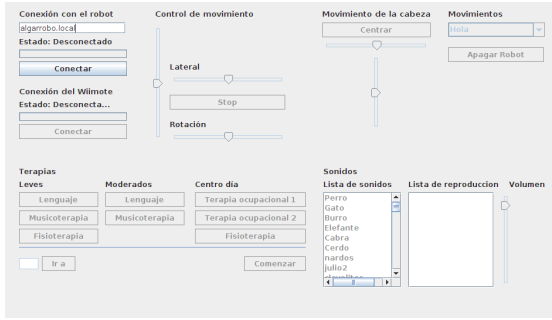 Conexión con el robot
algarrobo.local
Estado: Desconectado
Conectar
Conexión del Wiimote
Estado: Desconecta...
Conectar
Control de movimiento
Lateral
Stop
Rotación
Movimiento de la cabeza
Centrar
Movimientos
Hola
Apagar Robot
Terapias
Leves
Moderados
Centro día
Lenguaje
Lenguaje
Terapia ocupacional 1
Musicoterapia
Musicoterapia
Terapia ocupacional 2
Fisioterapia
Fisioterapia
Ir a
Comenzar
Sonidos
Lista de sonidos
Lista de reproduccion
Volumen
Perro
Gato
Burro
Elefante
Cabra
Cerdo
nardos
julio2